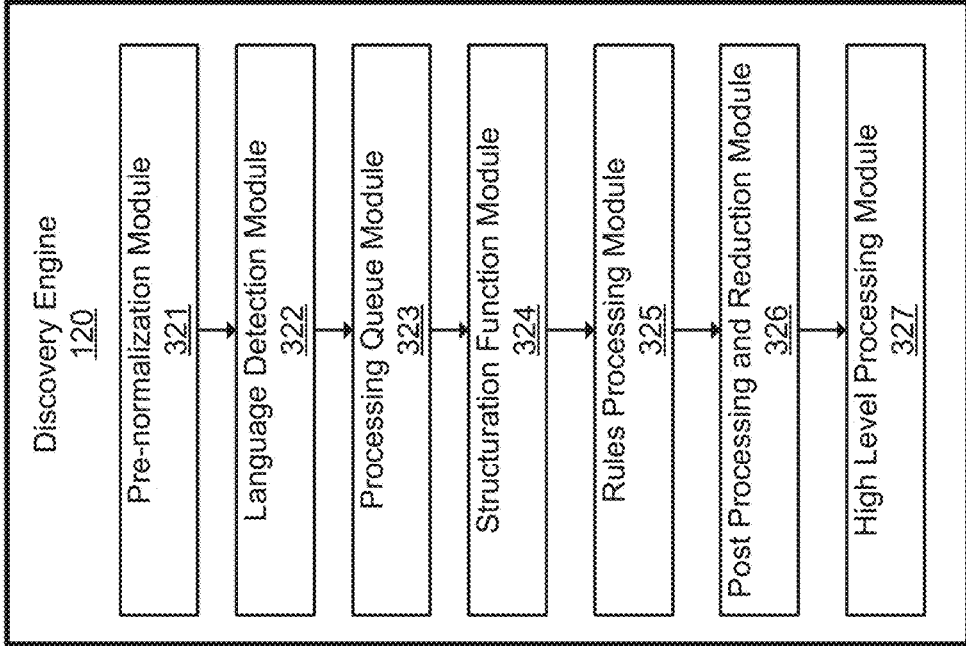 Discovery Engine
120
Pre-normalization Module
321
Language Detection Module
322
Processing Queue Module
323
Structuration Function Module
324
Rules Processing Module
325
Post Processing and Reduction Module
326
High Level Processing Module
327